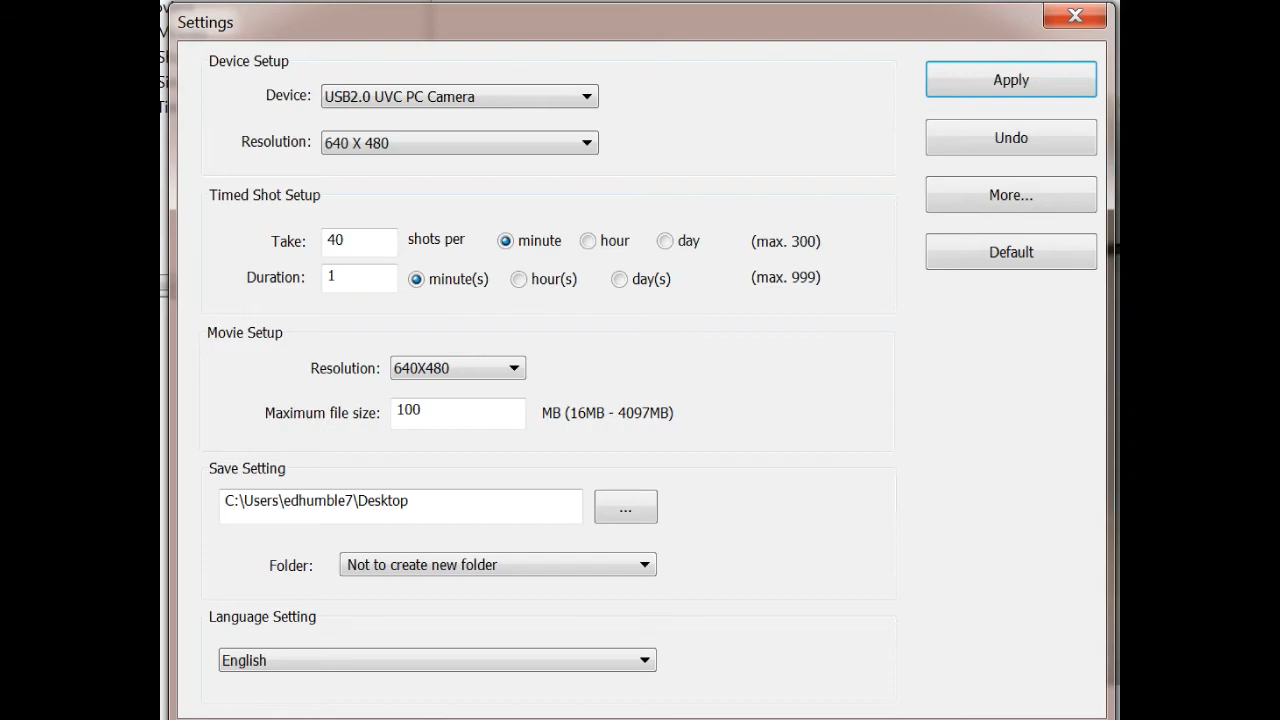 Settings
Device Setup
Device: USB2.0 UVC PC Camera
Resolution: 640 X 480
Timed Shot Setup
Take: 40 shots per minute hour day (max. 300)
Duration: 1 minute(s) hour(s) day(s) (max. 999)
Movie Setup
Resolution: 640X480
Maximum file size: 100 MB (16MB - 4097MB)
Save Setting
C:\Users\edhumble7\Desktop ...
Folder: Not to create new folder
Language Setting
English
Apply
Undo
More...
Default